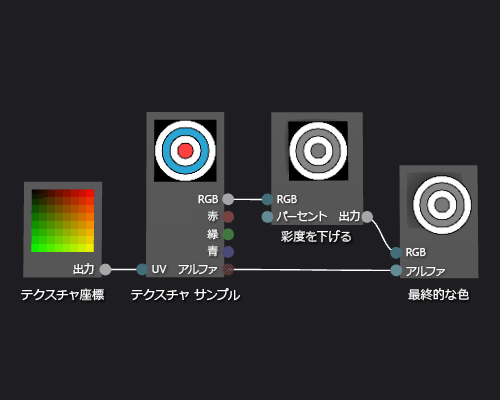 出力
テクスチャ座標
RGB
赤
緑
青
UV アルファ
テクスチャ サンプル
RGB
パーセント 出力
彩度を下げる
RGB
アルファ
最終的な色